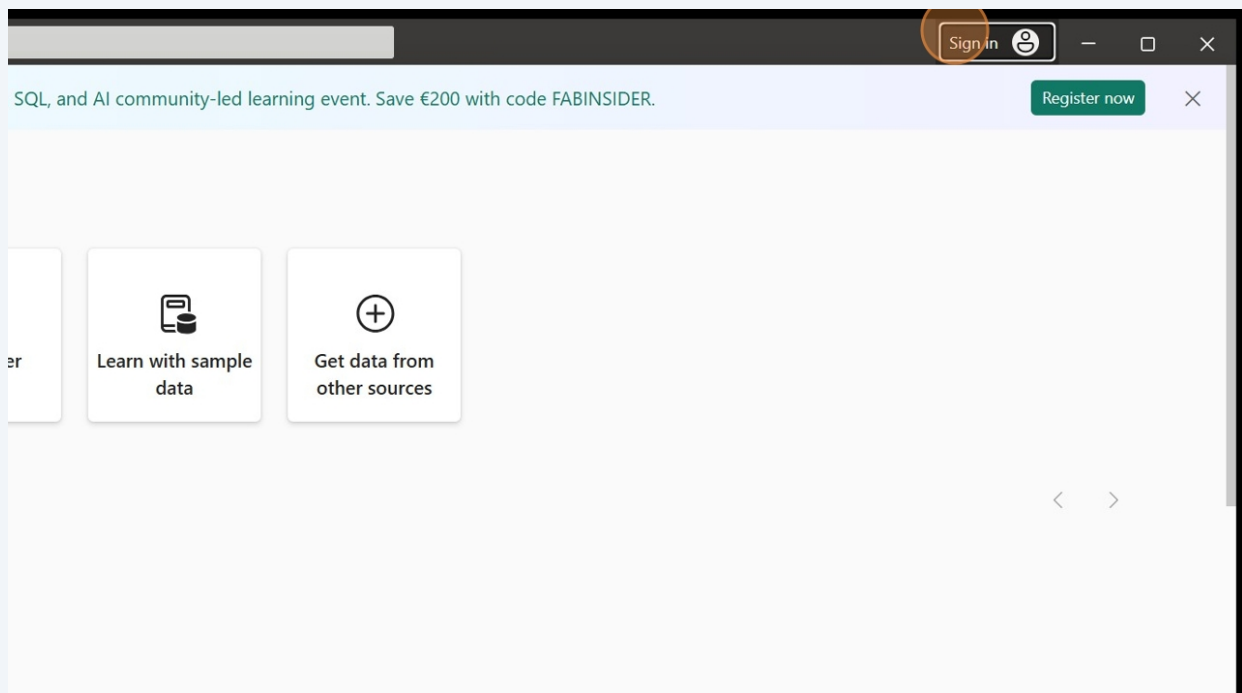 Sign in
SQL, and AI community-led learning event. Save €200 with code FABINSIDER.
Register now
er
Learn with sample
data
Get data from
other sources